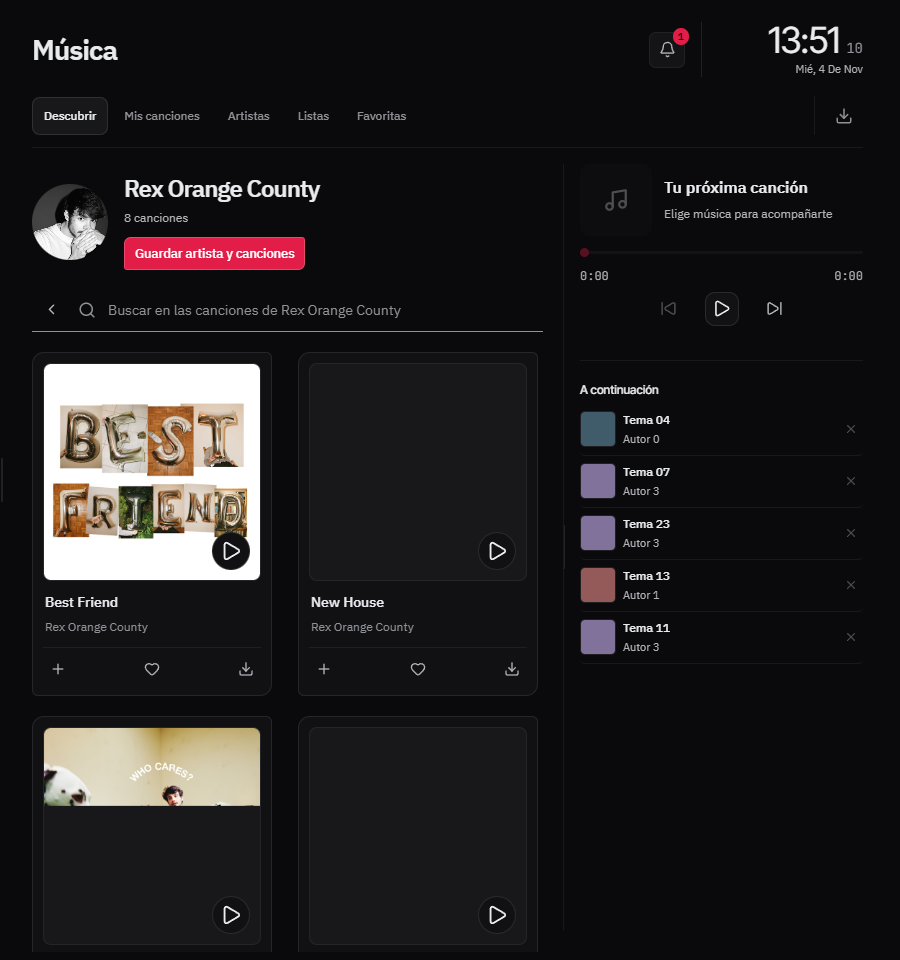 Música
1
13:51 10
Mié, 4 De Nov
Descubrir
Mis canciones
Artistas
Listas
Favoritas
Rex Orange County
8 canciones
Guardar artista y canciones
Buscar en las canciones de Rex Orange County
BEST
FRIEND
Best Friend
Rex Orange County
New House
Rex Orange County
WHO CARES?
Tu próxima canción
Elige música para acompañarte
0:00
0:00
A continuación
Tema 04
Autor 0
Tema 07
Autor 3
Tema 23
Autor 3
Tema 13
Autor 1
Tema 11
Autor 3